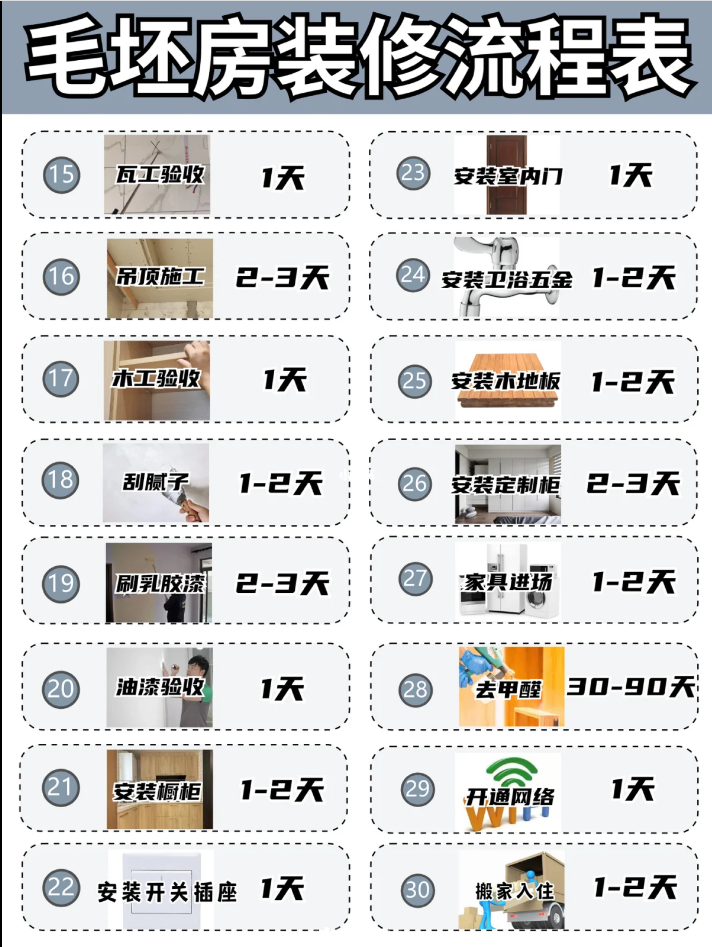 毛坯房装修流程表
15 瓦工验收 1天
16 吊顶施工 2-3天
17 木工验收 1天
18 刮腻子 1-2天
19 刷乳胶漆 2-3天
20 油漆验收 1天
21 安装橱柜 1-2天
22 安装开关插座 1天
23 安装室内门 1天
24 安装卫浴五金 1-2天
25 安装木地板 1-2天
26 安装定制柜 2-3天
27 家具进场 1-2天
28 去甲醛 30-90天
29 开通网络 1天
30 搬家入住 1-2天